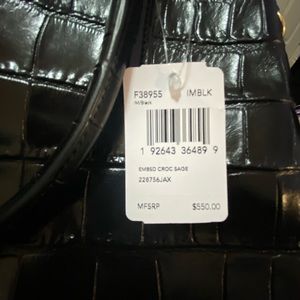 F38955 IMBLK
IM/Black
1 92643 36489 9
EMBSD CROC SAGE
228756JAX
MFSRP $550.00